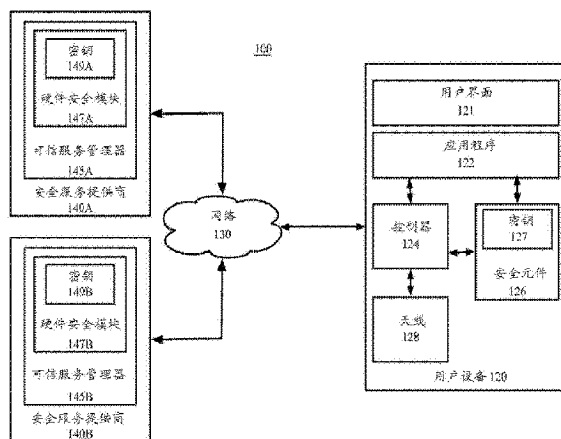 密钥
149A
硬件安全模块
147A
可信服务管理器
145A
安全服务提供商
140A
密钥
149B
硬件安全模块
147B
可信服务管理器
145B
安全服务提供商
140B
100
网络
130
用户界面
121
应用程序
122
控制器
124
密钥
127
安全元件
126
天线
128
用户设备 120